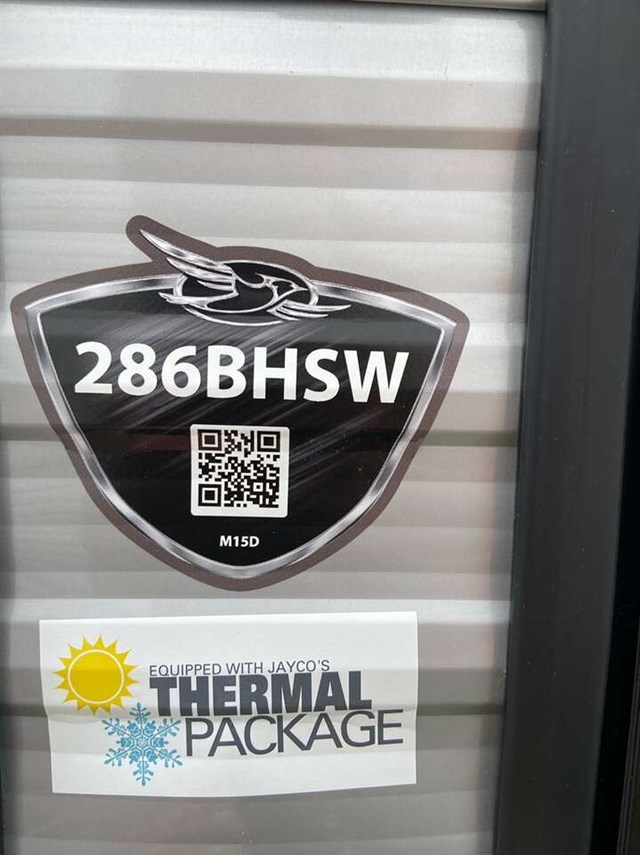 286BHSW
M15D
EQUIPPED WITH JAYCO'S
THERMAL
PACKAGE